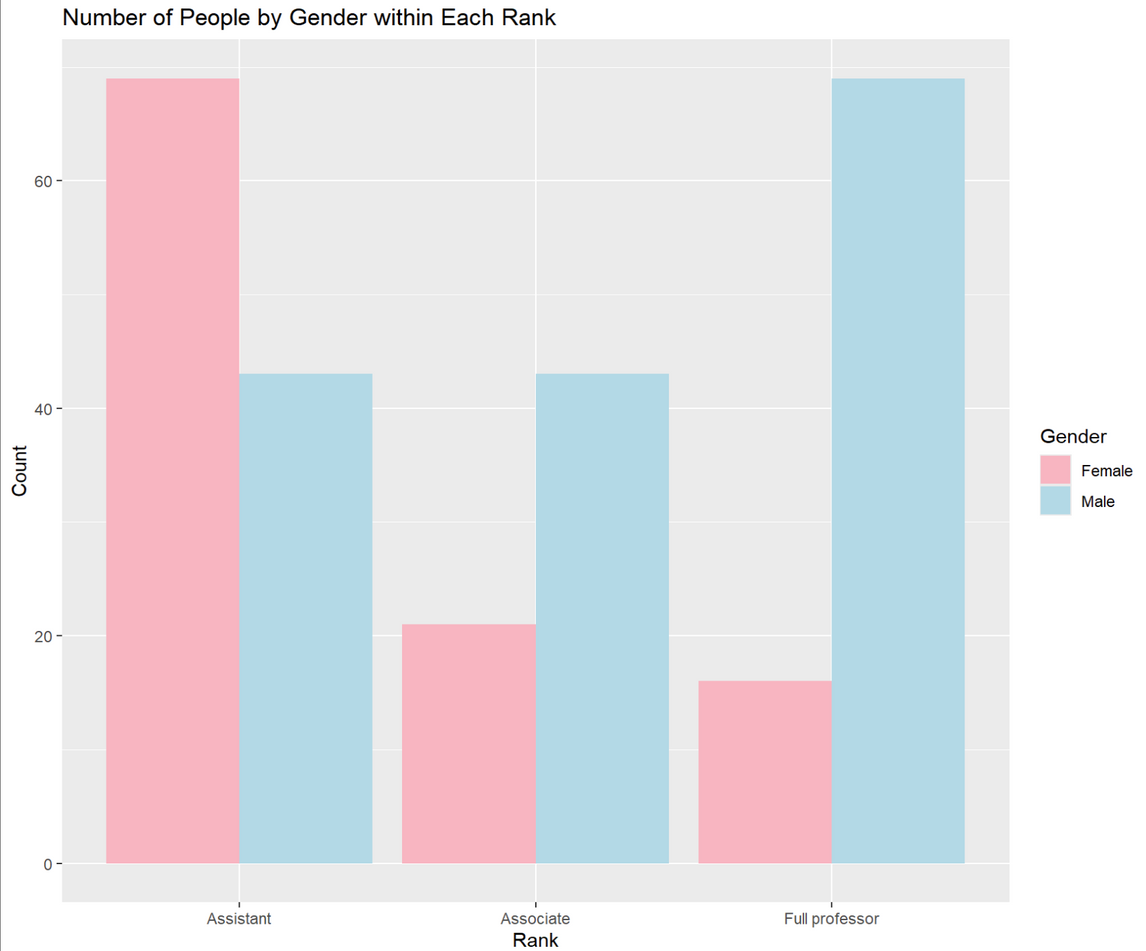 Number of People by Gender within Each Rank
60
40
20
0
Count
Assistant
Associate
Full professor
Rank
Gender
Female
Male